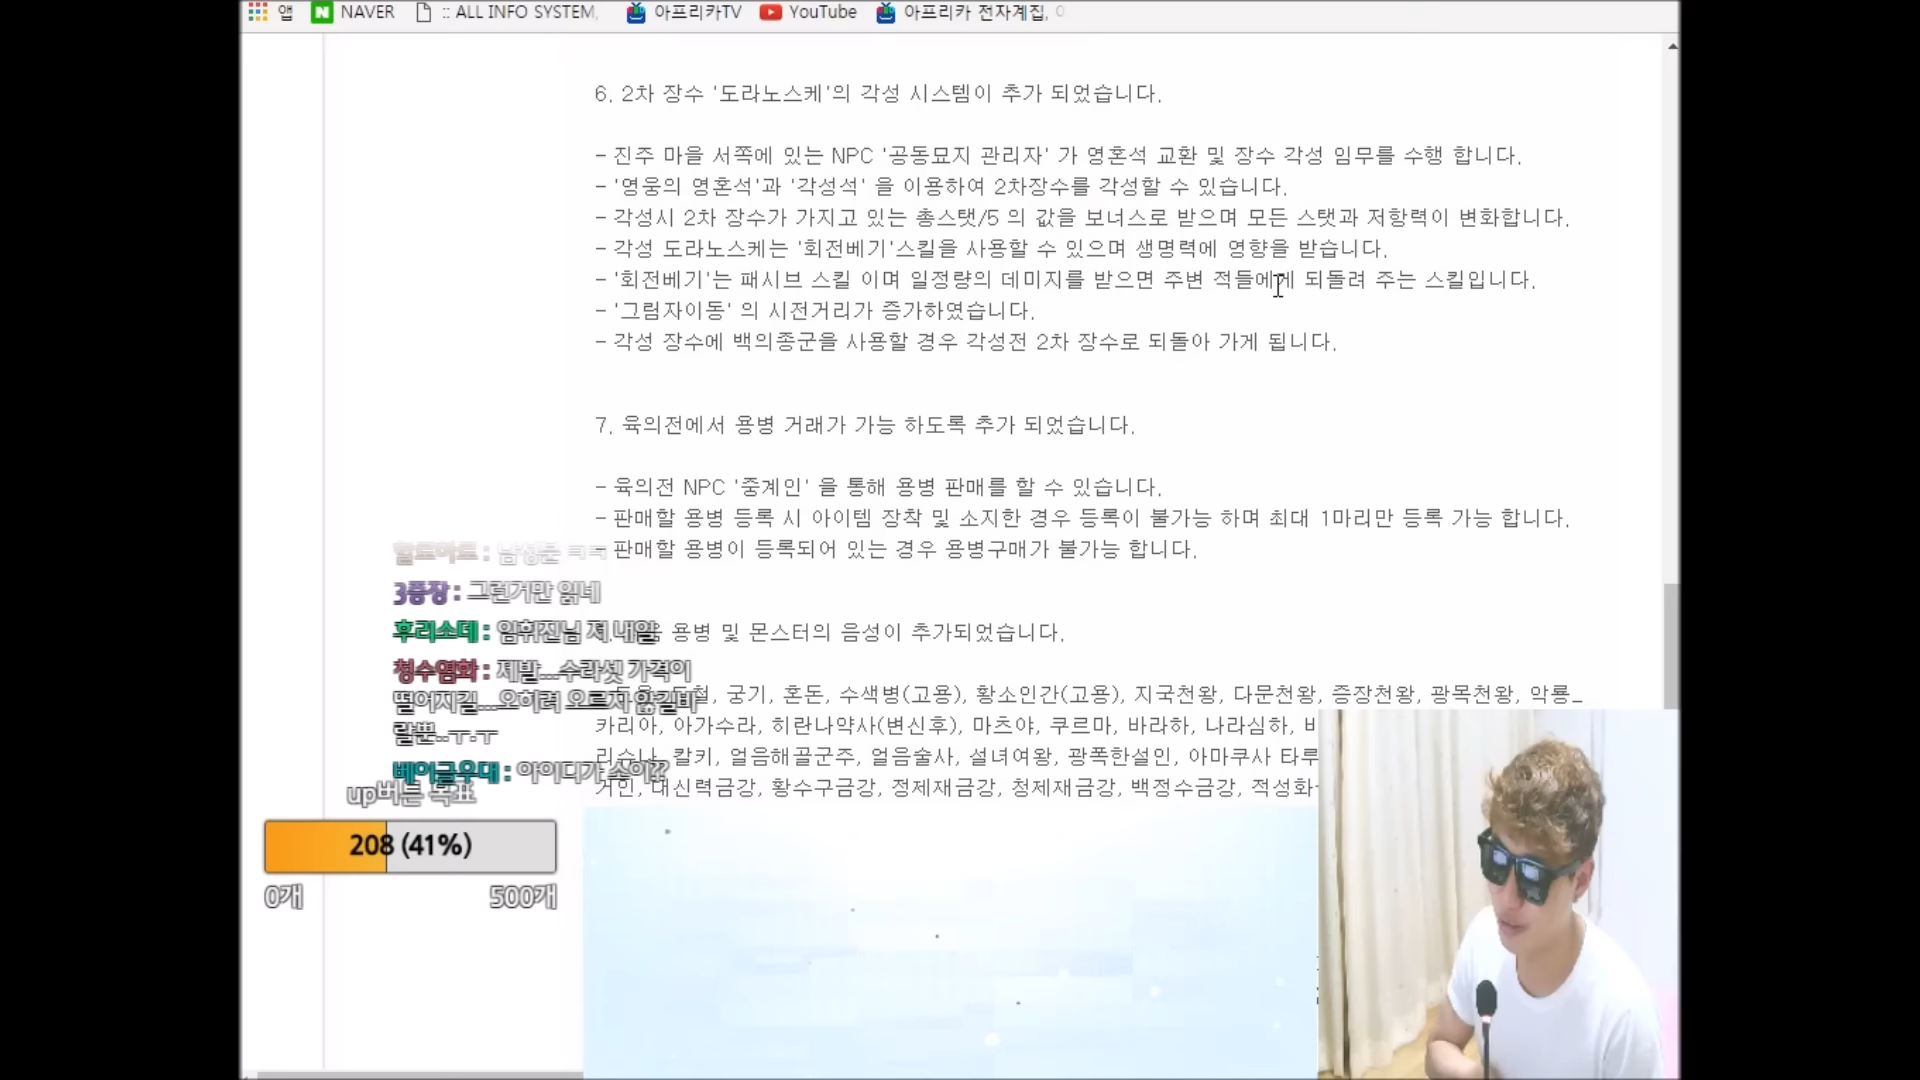 앱 NAVER :: ALL INFO SYSTEM, 아프리카TV YouTube 아프리카 전자계집,
6. 2차 장수 '도라노스케'의 각성 시스템이 추가 되었습니다.
- 진주 마을 서쪽에 있는 NPC '공동묘지 관리자' 가 영혼석 교환 및 장수 각성 임무를 수행 합니다.
- '영웅의 영혼석'과 '각성석' 을 이용하여 2차장수를 각성할 수 있습니다.
- 각성시 2차 장수가 가지고 있는 총스탯/5 의 값을 보너스로 받으며 모든 스탯과 저항력이 변화합니다.
- 각성 도라노스케는 '회전베기'스킬을 사용할 수 있으며 생명력에 영향을 받습니다.
- '회전베기'는 패시브 스킬 이며 일정량의 데미지를 받으면 주변 적들에게 되돌려 주는 스킬입니다.
- '그림자이동' 의 시전거리가 증가하였습니다.
- 각성 장수에 백의종군을 사용할 경우 각성전 2차 장수로 되돌아 가게 됩니다.
7. 육의전에서 용병 거래가 가능 하도록 추가 되었습니다.
- 육의전 NPC '중계인' 을 통해 용병 판매를 할 수 있습니다.
- 판매할 용병 등록 시 아이템 장착 및 소지한 경우 등록이 불가능 하며 최대 1마리만 등록 가능 합니다.
- 판매할 용병이 등록되어 있는 경우 용병구매가 불가능 합니다.
3증장 : 그런거만 읽네
후리소데 : 임휘진님 저 내일
용병 및 몬스터의 음성이 추가되었습니다.
청수염화 : 제발...수라셋 가격이
떨어지길...오히려 오르지 않길바
랄뿐..ㅜ.ㅜ
궁기, 혼돈, 수색병(고용), 황소인간(고용), 지국천왕, 다문천왕, 증장천왕, 광목천왕, 악룡_
카리아, 아가수라, 히란나약사(변신후), 마츠야, 쿠르마, 바라하, 나라심하,
칼키, 얼음해골군주, 얼음술사, 설녀여왕, 광폭한설인, 아마쿠사 타루
거인, 대신력금강, 황수구금강, 정제재금강, 청제재금강, 백정수금강, 적성화
베이글우대 : 아이디가 소이??
up버튼 목표
208 (41%)
0개 500개